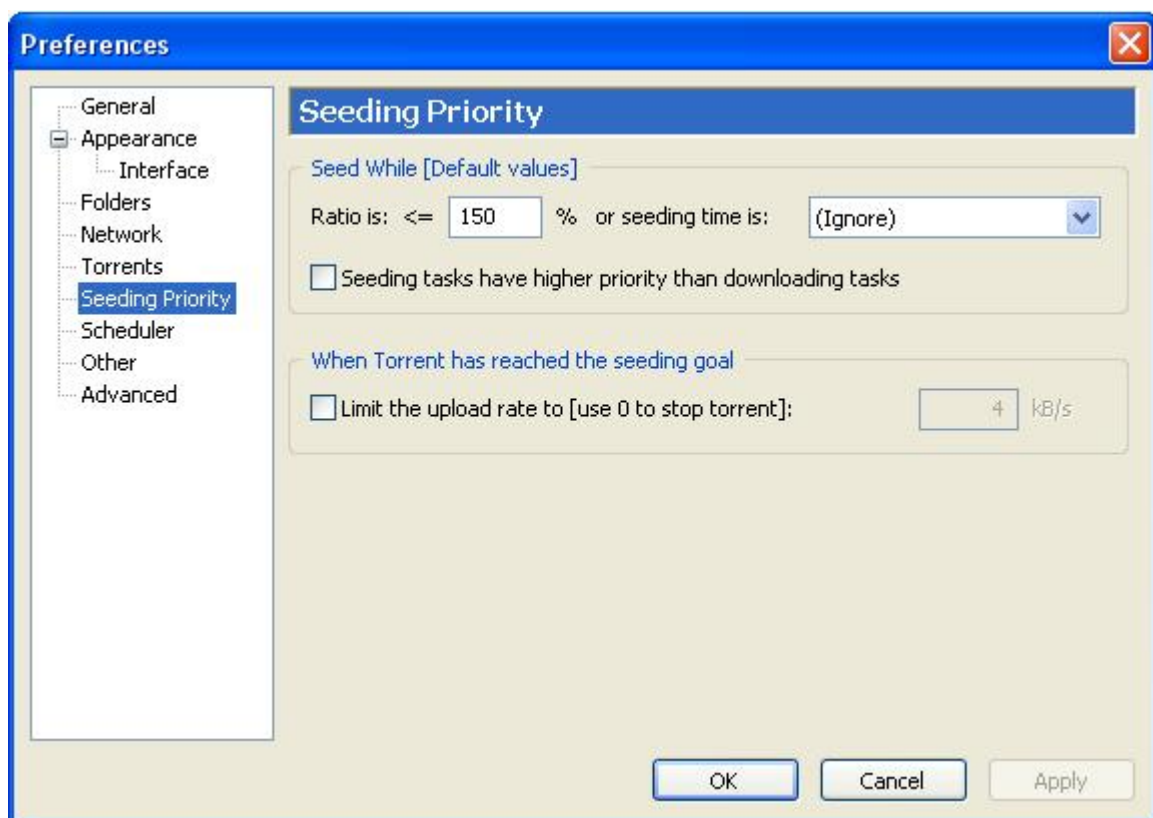 Preferences
General
Appearance
Interface
Folders
Network
Torrents
Seeding Priority
Scheduler
Other
Advanced
Seeding Priority
Seed While [Default values]
Ratio is: <= 150 % or seeding time is: (Ignore)
Seeding tasks have higher priority than downloading tasks
When Torrent has reached the seeding goal
Limit the upload rate to [use 0 to stop torrent]: 4 kB/s
OK Cancel Apply